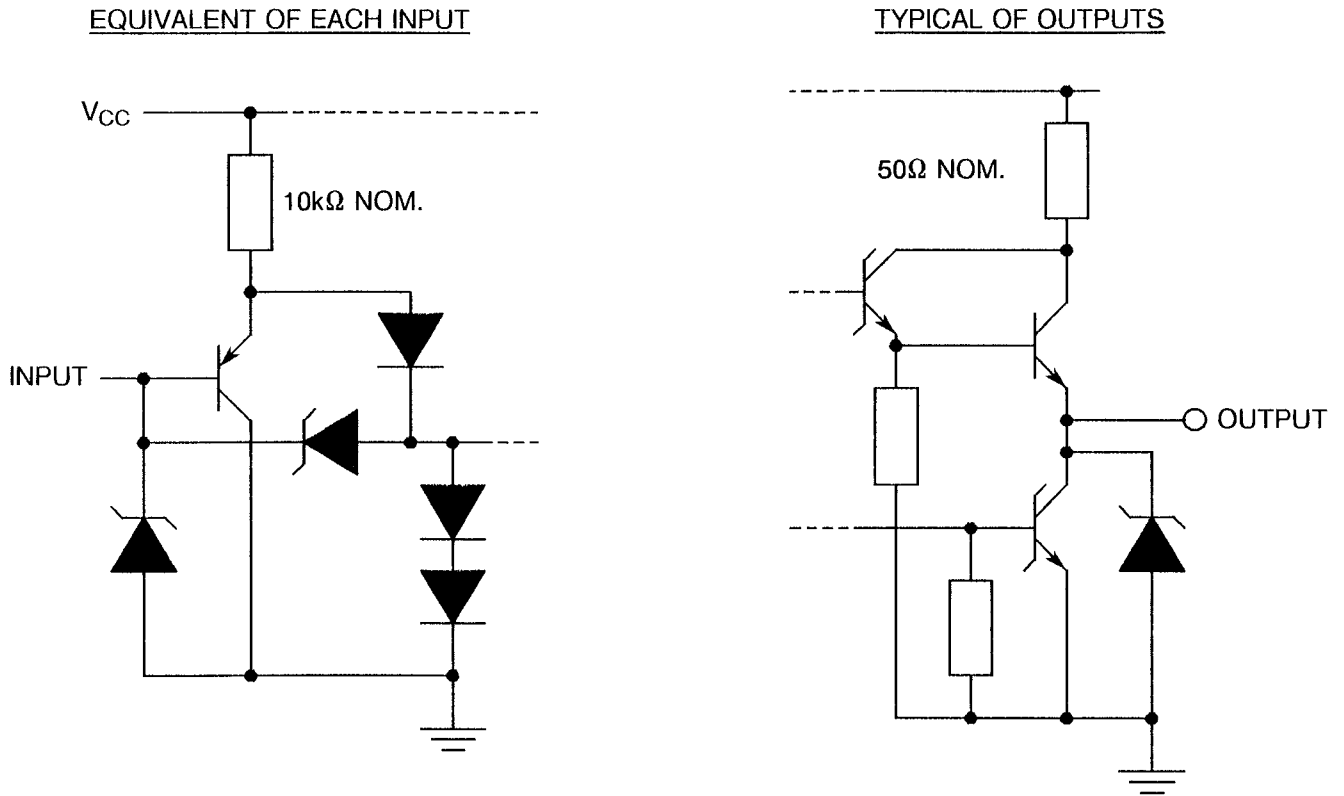 EQUIVALENT OF EACH INPUT
TYPICAL OF OUTPUTS
VCC
10kΩ NOM.
50Ω NOM.
INPUT
OUTPUT